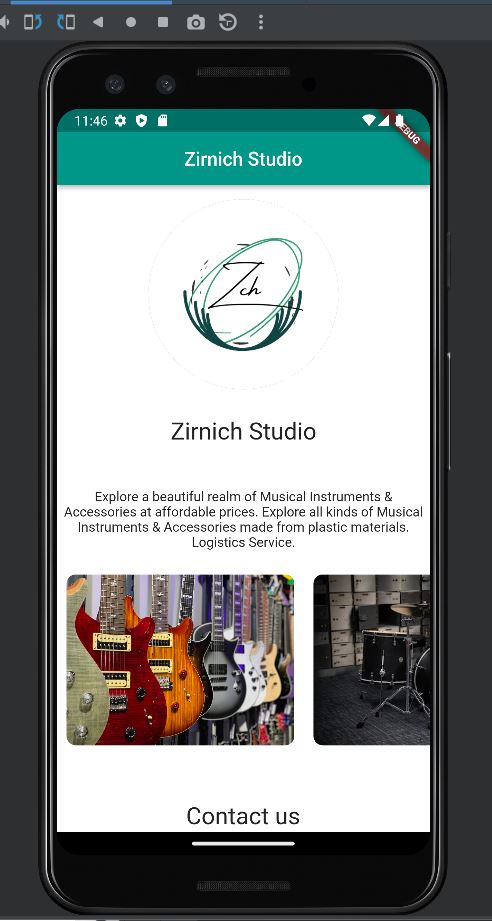 11:46
DEBUG
Zirnich Studio
Zch
Zirnich Studio
Explore a beautiful realm of Musical Instruments &
Accessories at affordable prices. Explore all kinds of Musical
Instruments & Accessories made from plastic materials.
Logistics Service.
Contact us